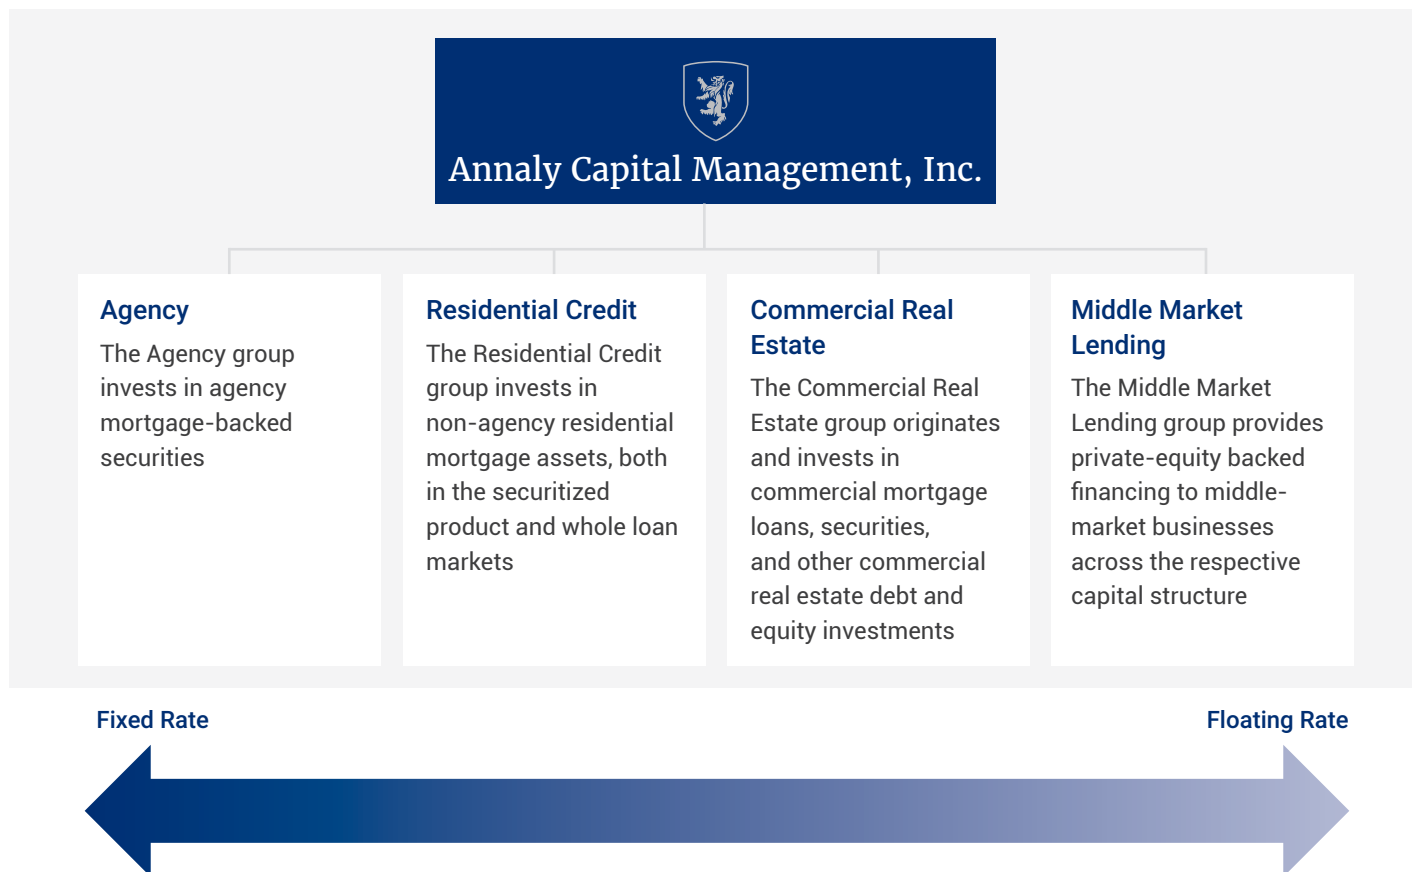 Annaly Capital Management, Inc.
Agency
The Agency group
invests in agency
mortgage-backed
securities
Residential Credit
The Residential Credit
group invests in
non-agency residential
mortgage assets, both
in the securitized
product and whole loan
markets
Commercial Real
Estate
The Commercial Real
Estate group originates
and invests in
commercial mortgage
loans, securities,
and other commercial
real estate debt and
equity investments
Middle Market
Lending
The Middle Market
Lending group provides
private-equity backed
financing to middle-
market businesses
across the respective
capital structure
Fixed Rate
Floating Rate